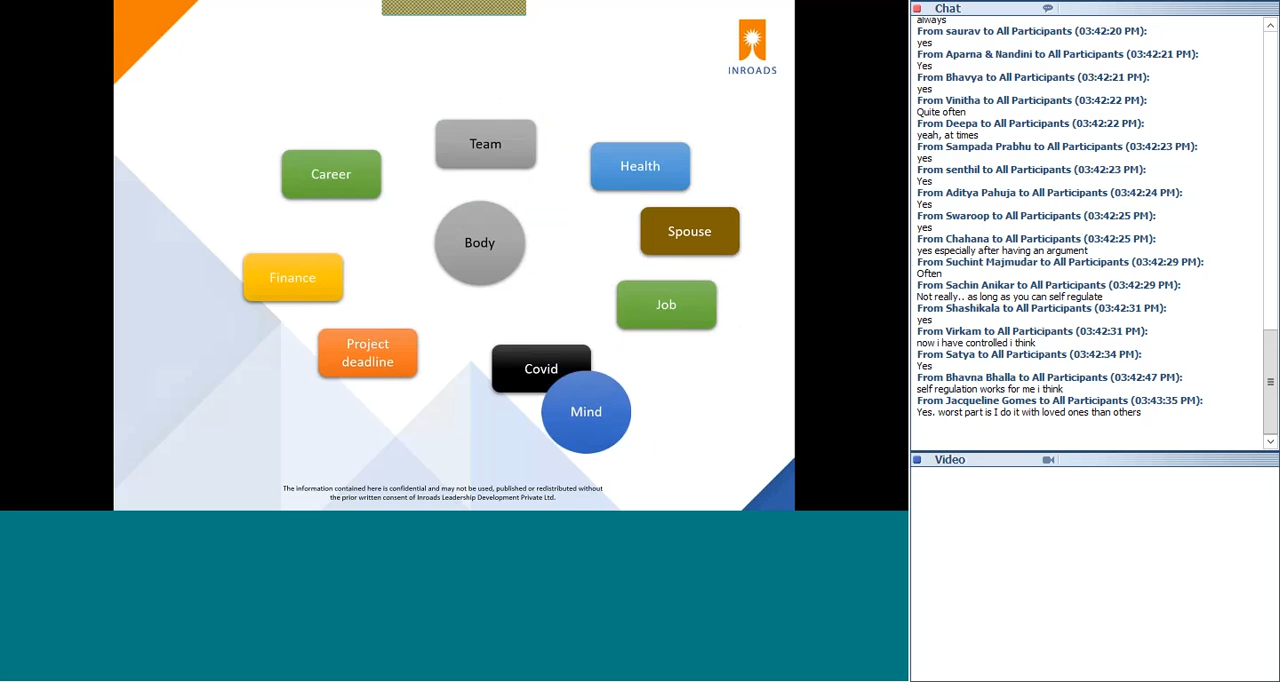 INROADS
Team
Career
Health
Spouse
Body
Finance
Job
Project
deadline
Covid
Mind
The information contained here is confidential and may not be used, published or redistributed without
the prior written consent of Inroads Leadership Development Private Ltd.
Chat
always
From saurav to All Participants (03:42:20 PM):
yes
From Aparna & Nandini to All Participants (03:42:21 PM):
Yes
From Bhavya to All Participants (03:42:21 PM):
yes
From Vinitha to All Participants (03:42:22 PM):
Quite often
From Deepa to All Participants (03:42:22 PM):
yeah, at times
From Sampada Prabhu to All Participants (03:42:23 PM):
yes
From senthil to All Participants (03:42:23 PM):
Yes
From Aditya Pahuja to All Participants (03:42:24 PM):
Yes
From Swaroop to All Participants (03:42:25 PM):
yes
From Chahana to All Participants (03:42:25 PM):
yes especially after having an argument
From Suchint Majmudar to All Participants (03:42:29 PM):
Often
From Sachin Anikar to All Participants (03:42:29 PM):
Not really.. as long as you can self regulate
From Shashikala to All Participants (03:42:31 PM):
yes
From Virkam to All Participants (03:42:31 PM):
now i have controlled i think
From Satya to All Participants (03:42:34 PM):
Yes
From Bhavna Bhalla to All Participants (03:42:47 PM):
self regulation works for me i think
From Jacqueline Gomes to All Participants (03:43:35 PM):
Yes. worst part is I do it with loved ones than others
Video